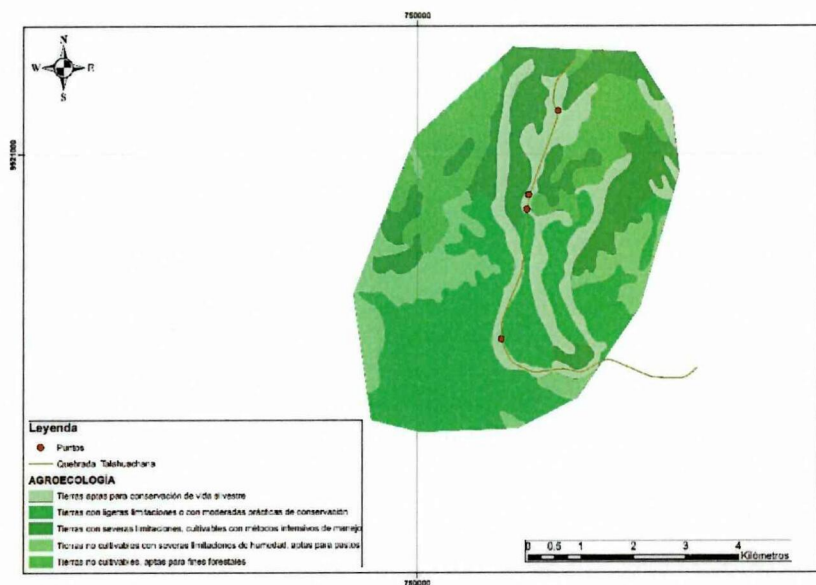 750000
N
W E
S
9921000
Leyenda
Puntos
Quebrada Talahuachana
AGROECOLOGÍA
Tierras aptas para conservación de vida silvestre
Tierras con ligeras limitaciones o con moderadas prácticas de conservación
Tierras con severas limitaciones, cultivables con métodos intensivos de manejo
Tierras no cultivables con severas limitaciones de humedad, aptas para pastos
Tierras no cultivables, aptas para fines forestales
0 0.5 1 2 3 4
Kilómetros
750000